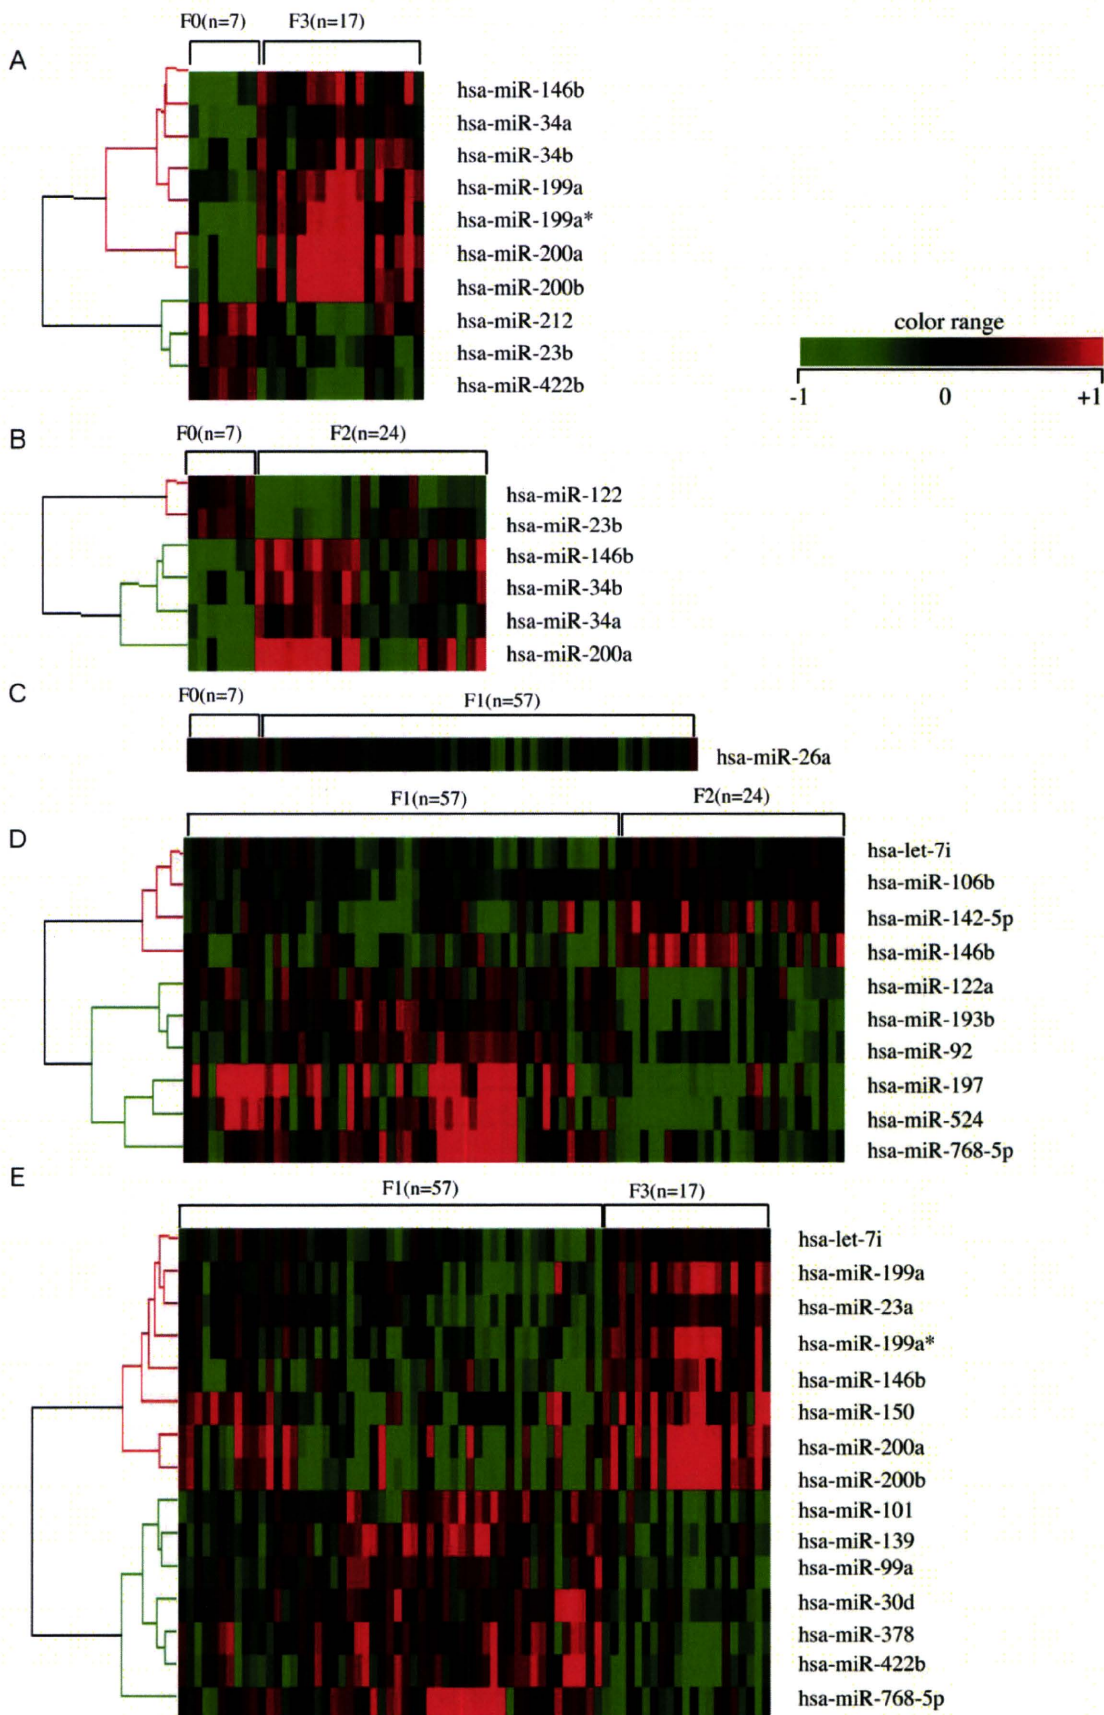 A
F0(n=7) F3(n=17)
hsa-miR-146b
hsa-miR-34a
hsa-miR-34b
hsa-miR-199a
hsa-miR-199a*
hsa-miR-200a
hsa-miR-200b
hsa-miR-212
hsa-miR-23b
hsa-miR-422b
color range
-1 0 +1
B
F0(n=7) F2(n=24)
hsa-miR-122
hsa-miR-23b
hsa-miR-146b
hsa-miR-34b
hsa-miR-34a
hsa-miR-200a
C
F0(n=7) F1(n=57)
hsa-miR-26a
D
F1(n=57) F2(n=24)
hsa-let-7i
hsa-miR-106b
hsa-miR-142-5p
hsa-miR-146b
hsa-miR-122a
hsa-miR-193b
hsa-miR-92
hsa-miR-197
hsa-miR-524
hsa-miR-768-5p
E
F1(n=57) F3(n=17)
hsa-let-7i
hsa-miR-199a
hsa-miR-23a
hsa-miR-199a*
hsa-miR-146b
hsa-miR-150
hsa-miR-200a
hsa-miR-200b
hsa-miR-101
hsa-miR-139
hsa-miR-99a
hsa-miR-30d
hsa-miR-378
hsa-miR-422b
hsa-miR-768-5p